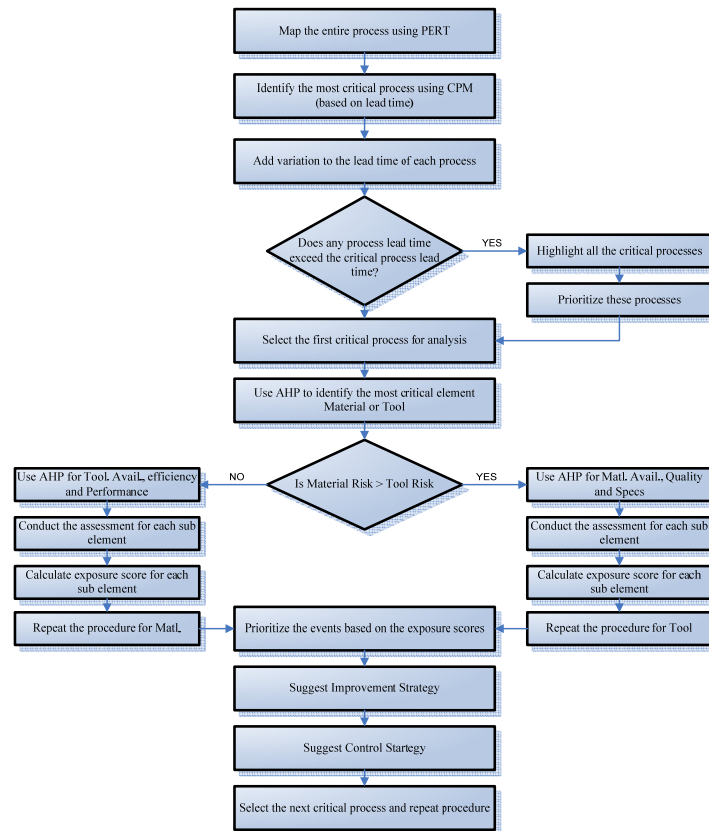 Map the entire process using PERT
Identify the most critical process using CPM
(based on lead time)
Add variation to the lead time of each process
Does any process lead time
exceed the critical process lead
time?
YES
Highlight all the critical processes
Prioritize these processes
Select the first critical process for analysis
Use AHP to identify the most critical element
Material or Tool
Is Material Risk > Tool Risk
NO
YES
Use AHP for Tool. Avail., efficiency
and Performance
Conduct the assessment for each sub
element
Calculate exposure score for each
sub element
Repeat the procedure for Matl.
Use AHP for Matl. Avail., Quality
and Specs
Conduct the assessment for each sub
element
Calculate exposure score for each
sub element
Repeat the procedure for Tool
Prioritize the events based on the exposure scores
Suggest Improvement Strategy
Suggest Control Startegy
Select the next critical process and repeat procedure